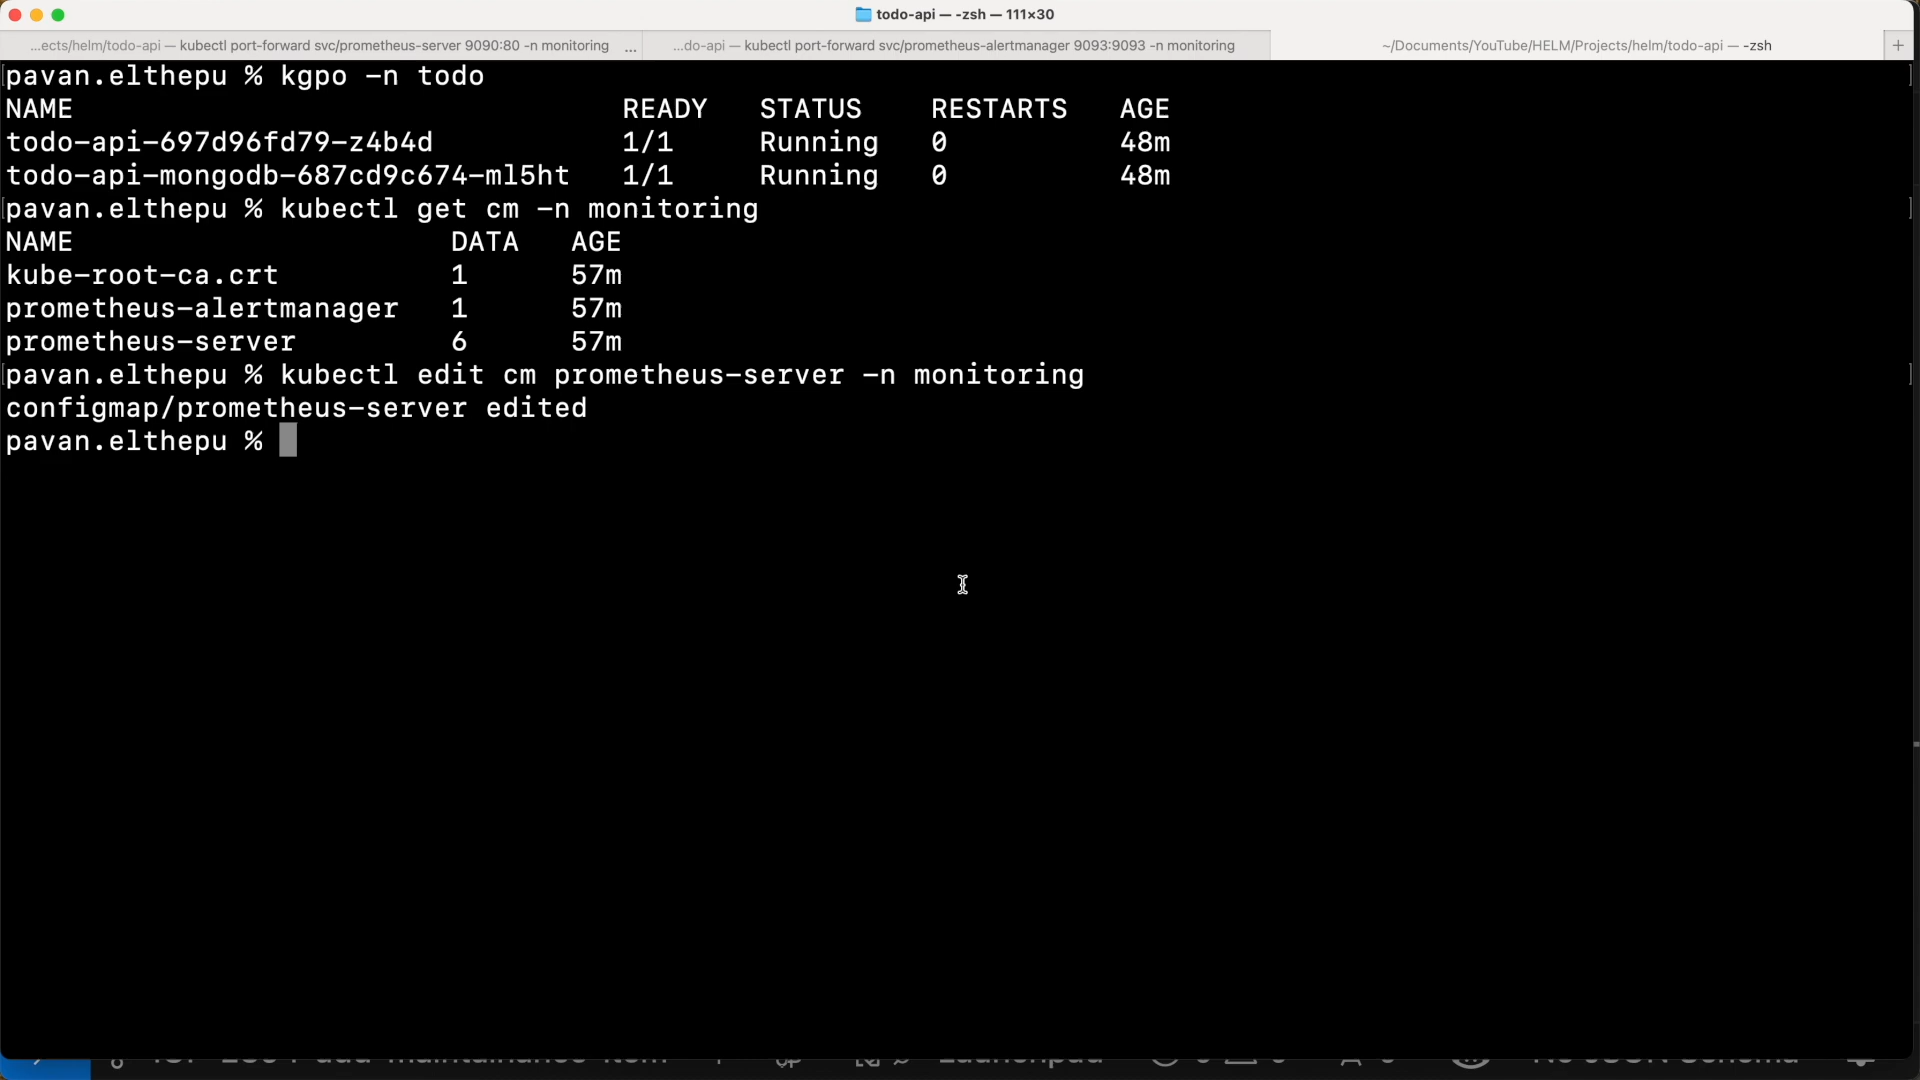 todo-api — -zsh — 111×30
...ects/helm/todo-api — kubectl port-forward svc/prometheus-server 9090:80 -n monitoring ...
...do-api — kubectl port-forward svc/prometheus-alertmanager 9093:9093 -n monitoring
~/Documents/YouTube/HELM/Projects/helm/todo-api — -zsh
pavan.elthepu % kgpo -n todo
NAME READY STATUS RESTARTS AGE
todo-api-697d96fd79-z4b4d 1/1 Running 0 48m
todo-api-mongodb-687cd9c674-ml5ht 1/1 Running 0 48m
pavan.elthepu % kubectl get cm -n monitoring
NAME DATA AGE
kube-root-ca.crt 1 57m
prometheus-alertmanager 1 57m
prometheus-server 6 57m
pavan.elthepu % kubectl edit cm prometheus-server -n monitoring
configmap/prometheus-server edited
pavan.elthepu %